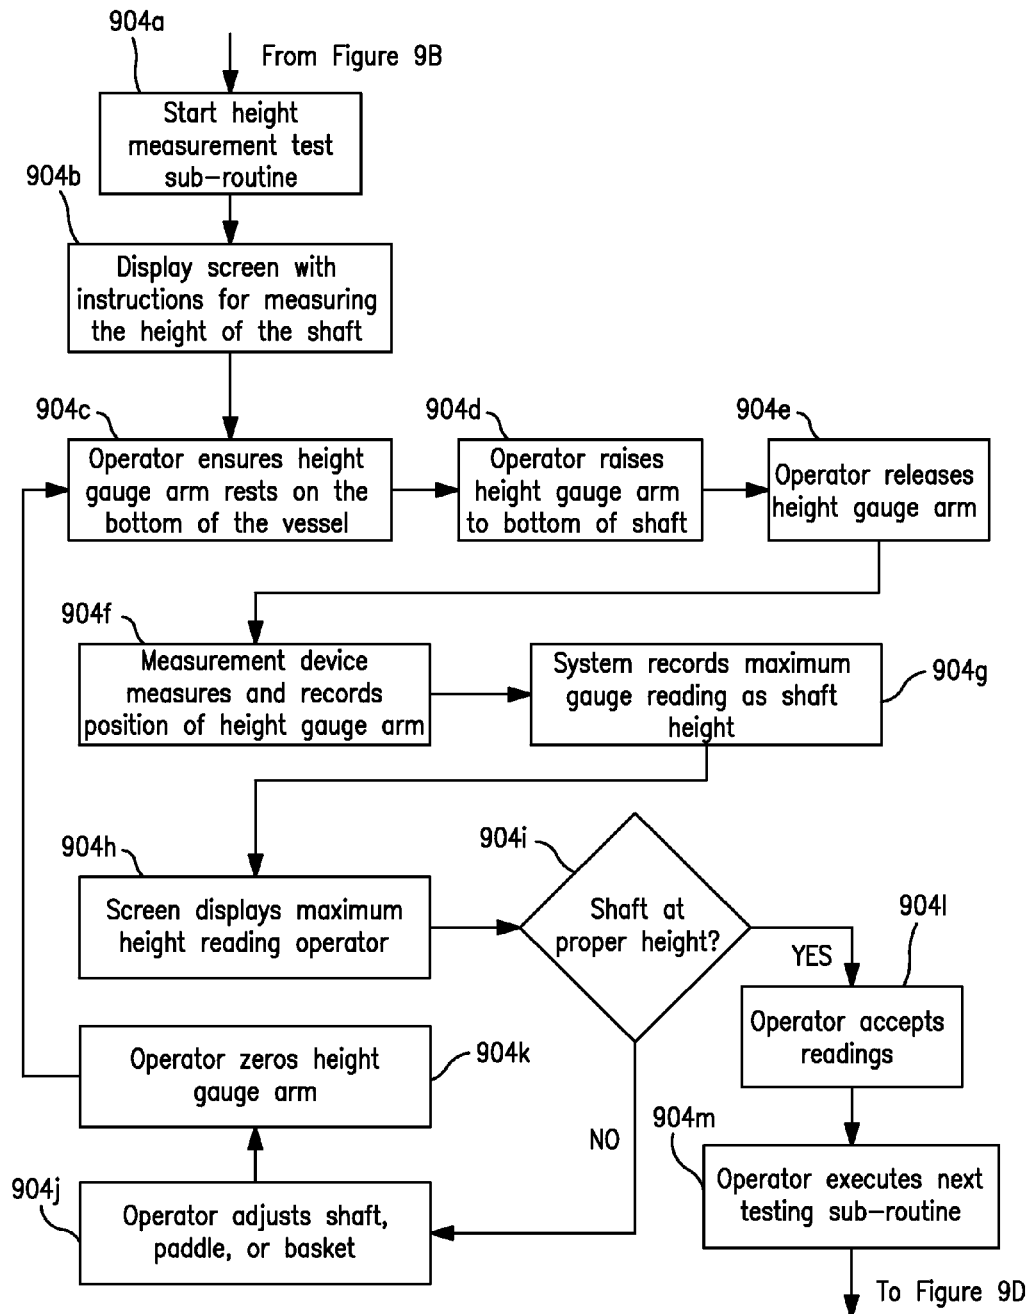 904a
From Figure 9B
Start height
measurement test
sub-routine
904b
Display screen with
instructions for measuring
the height of the shaft
904c
Operator ensures height
gauge arm rests on the
bottom of the vessel
904d
Operator raises
height gauge arm
to bottom of shaft
904e
Operator releases
height gauge arm
904f
Measurement device
measures and records
position of height gauge arm
System records maximum
gauge reading as shaft
height
904g
904h
Screen displays maximum
height reading operator
904i
Shaft at
proper height?
YES
904l
Operator accepts
readings
Operator zeros height
gauge arm
904k
NO
904m
Operator executes next
testing sub-routine
904j
Operator adjusts shaft,
paddle, or basket
To Figure 9D